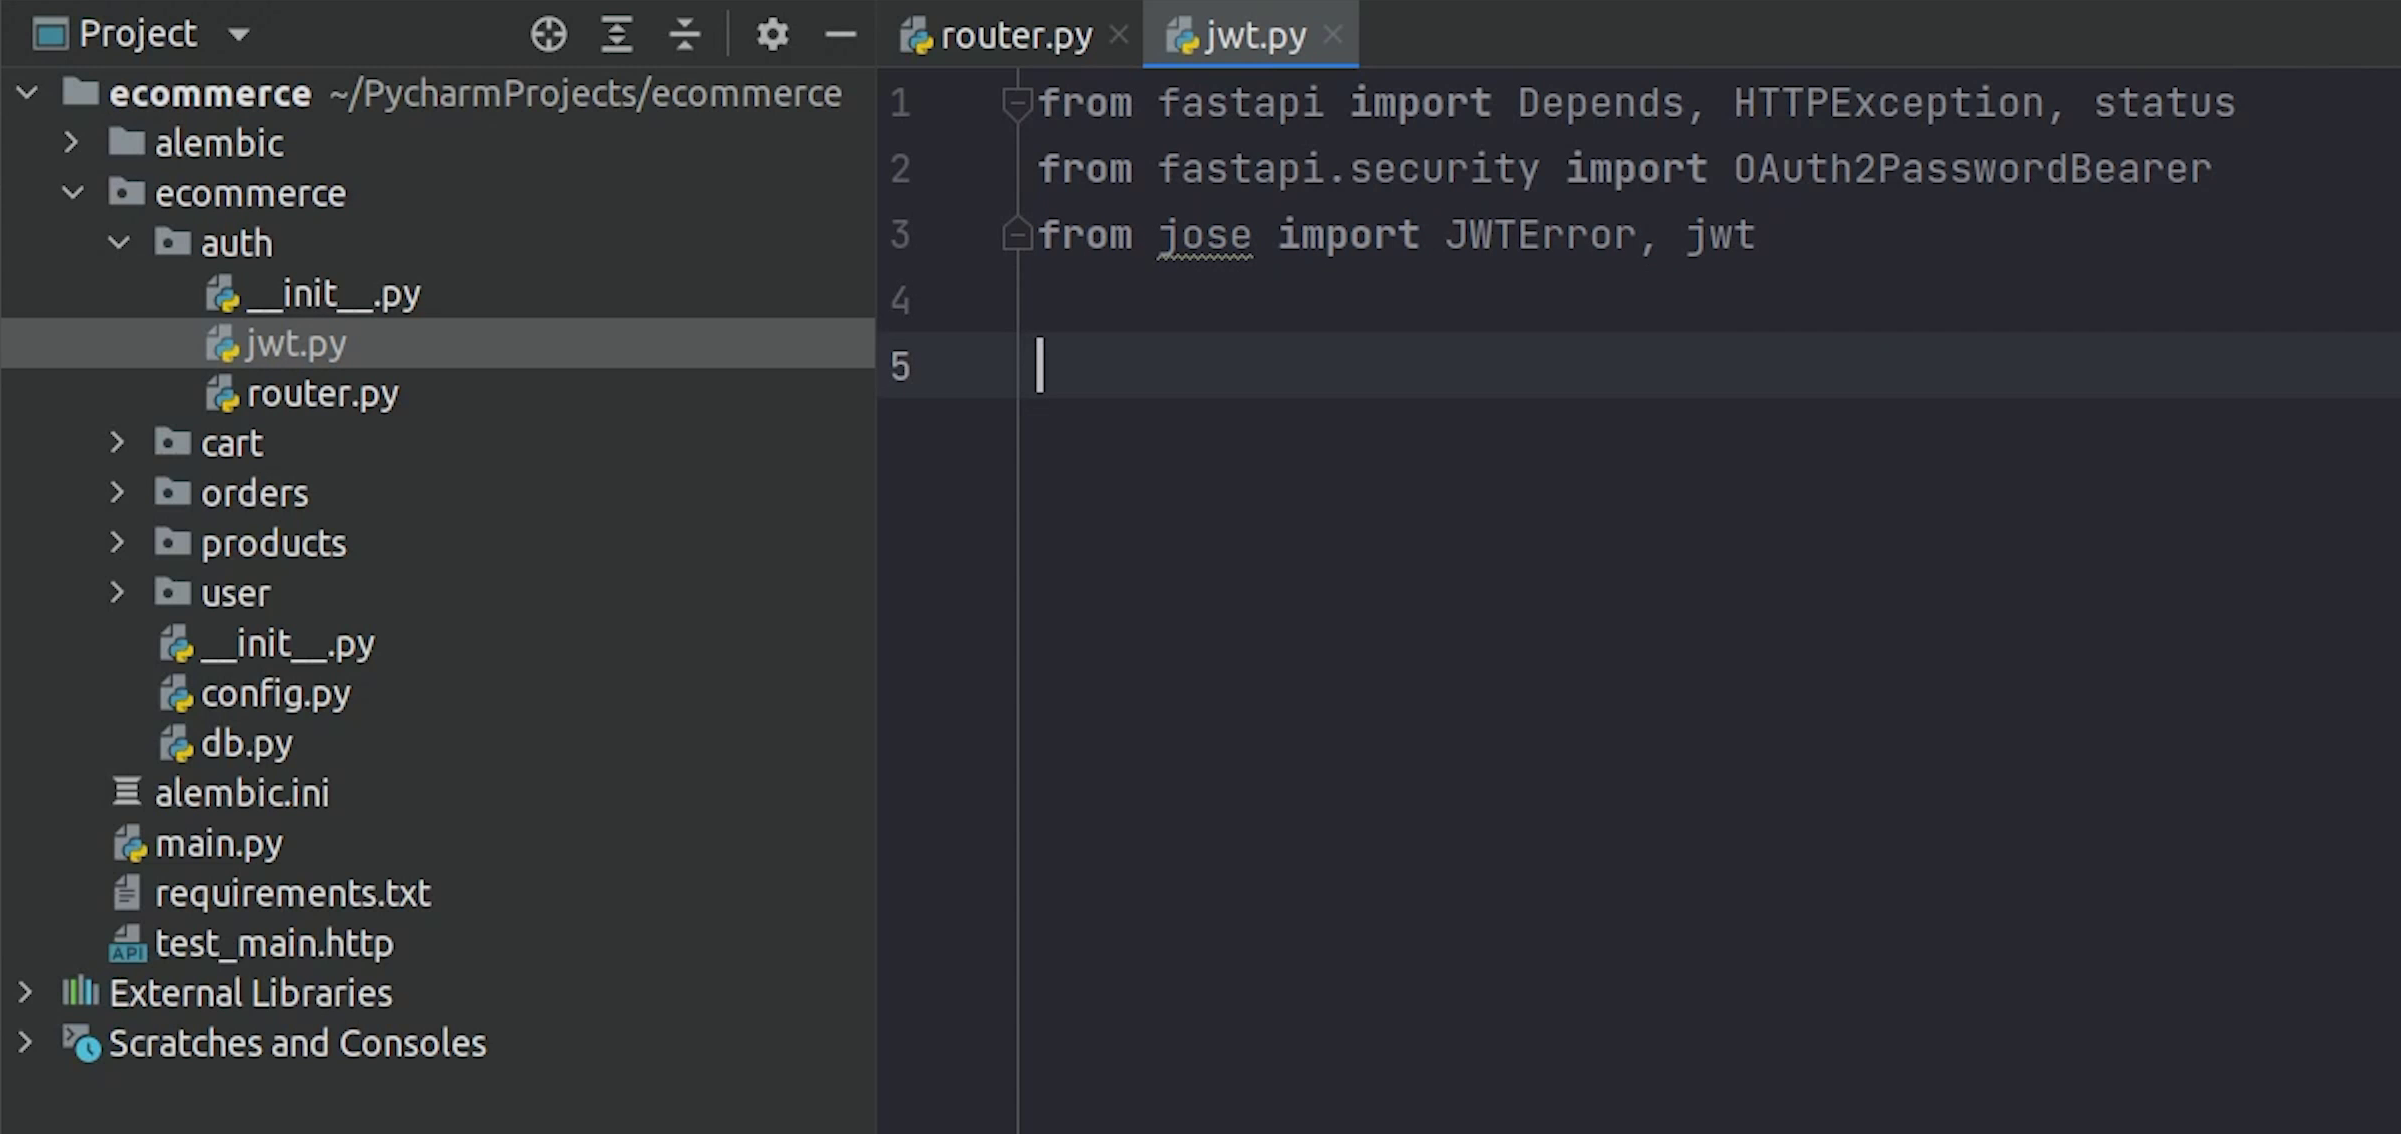 Project
ecommerce ~/PycharmProjects/ecommerce
alembic
ecommerce
auth
__init__.py
jwt.py
router.py
cart
orders
products
user
__init__.py
config.py
db.py
alembic.ini
main.py
requirements.txt
API test_main.http
External Libraries
Scratches and Consoles
router.py jwt.py
1 from fastapi import Depends, HTTPException, status
2 from fastapi.security import OAuth2PasswordBearer
3 from jose import JWTError, jwt
4
5